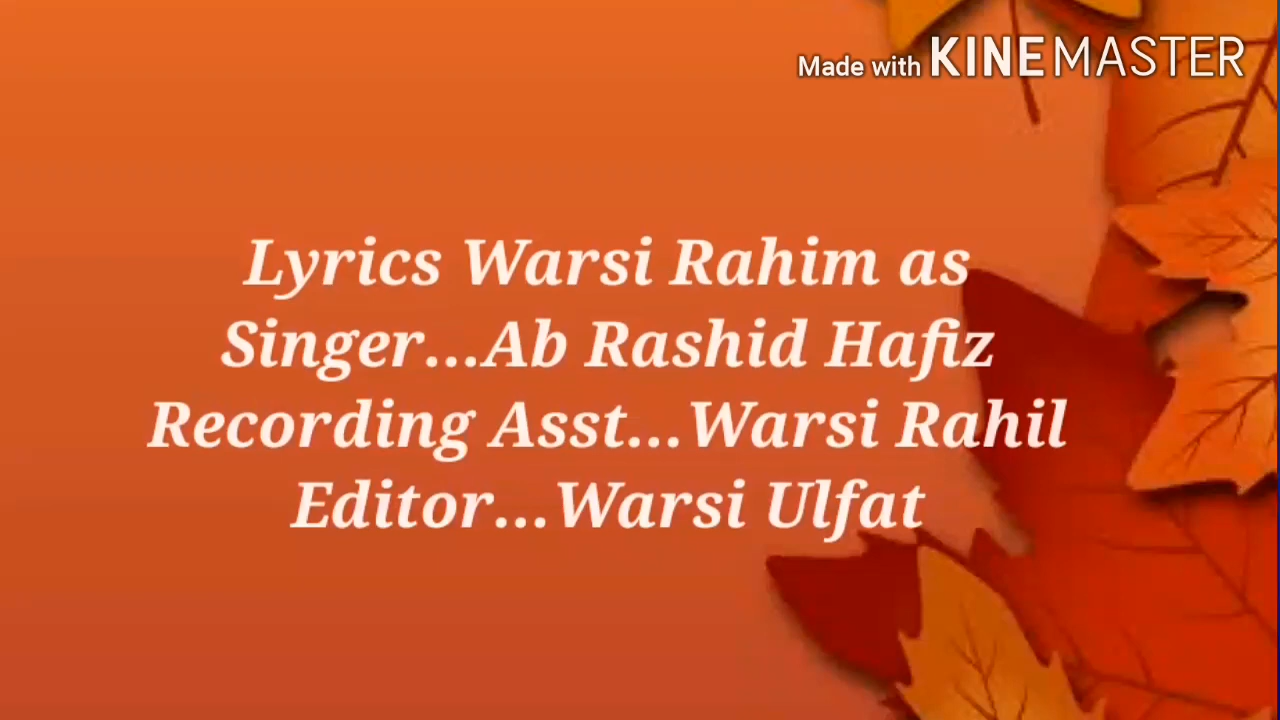 Made with KINEMASTER
Lyrics Warsi Rahim as
Singer...Ab Rashid Hafiz
Recording Asst...Warsi Rahil
Editor...Warsi Ulfat